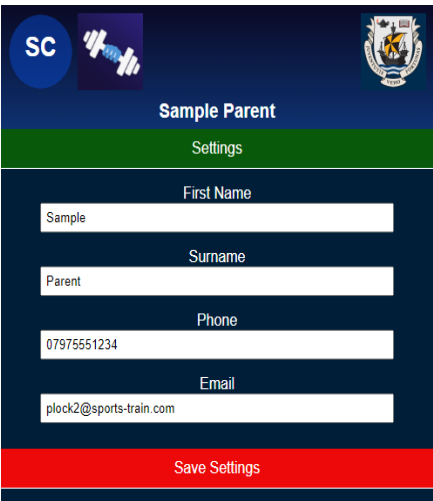 SC
Sample Parent
Settings
First Name
Sample
Surname
Parent
Phone
07975551234
Email
plock2@sports-train.com
Save Settings